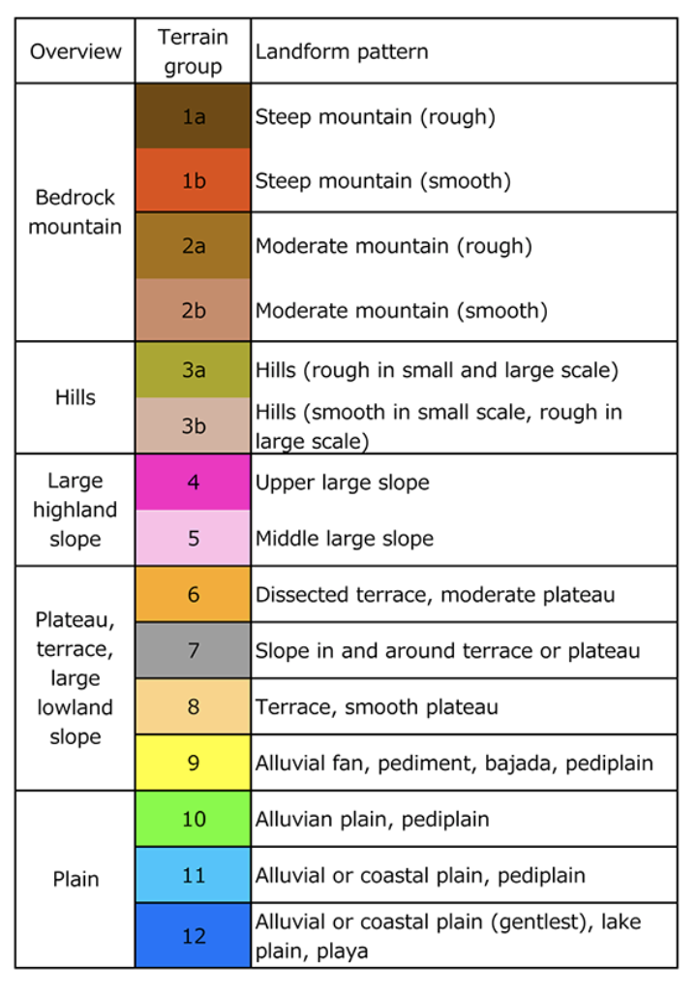 Overview
Terrain
group
Landform pattern
Bedrock
mountain
1a
Steep mountain (rough)
1b
Steep mountain (smooth)
2a
Moderate mountain (rough)
2b
Moderate mountain (smooth)
Hills
3a
Hills (rough in small and large scale)
3b
Hills (smooth in small scale, rough in
large scale)
Large
highland
slope
4
Upper large slope
5
Middle large slope
Plateau,
terrace,
large
lowland
slope
6
Dissected terrace, moderate plateau
7
Slope in and around terrace or plateau
8
Terrace, smooth plateau
9
Alluvial fan, pediment, bajada, pediplain
Plain
10
Alluvian plain, pediplain
11
Alluvial or coastal plain, pediplain
12
Alluvial or coastal plain (gentlest), lake
plain, playa